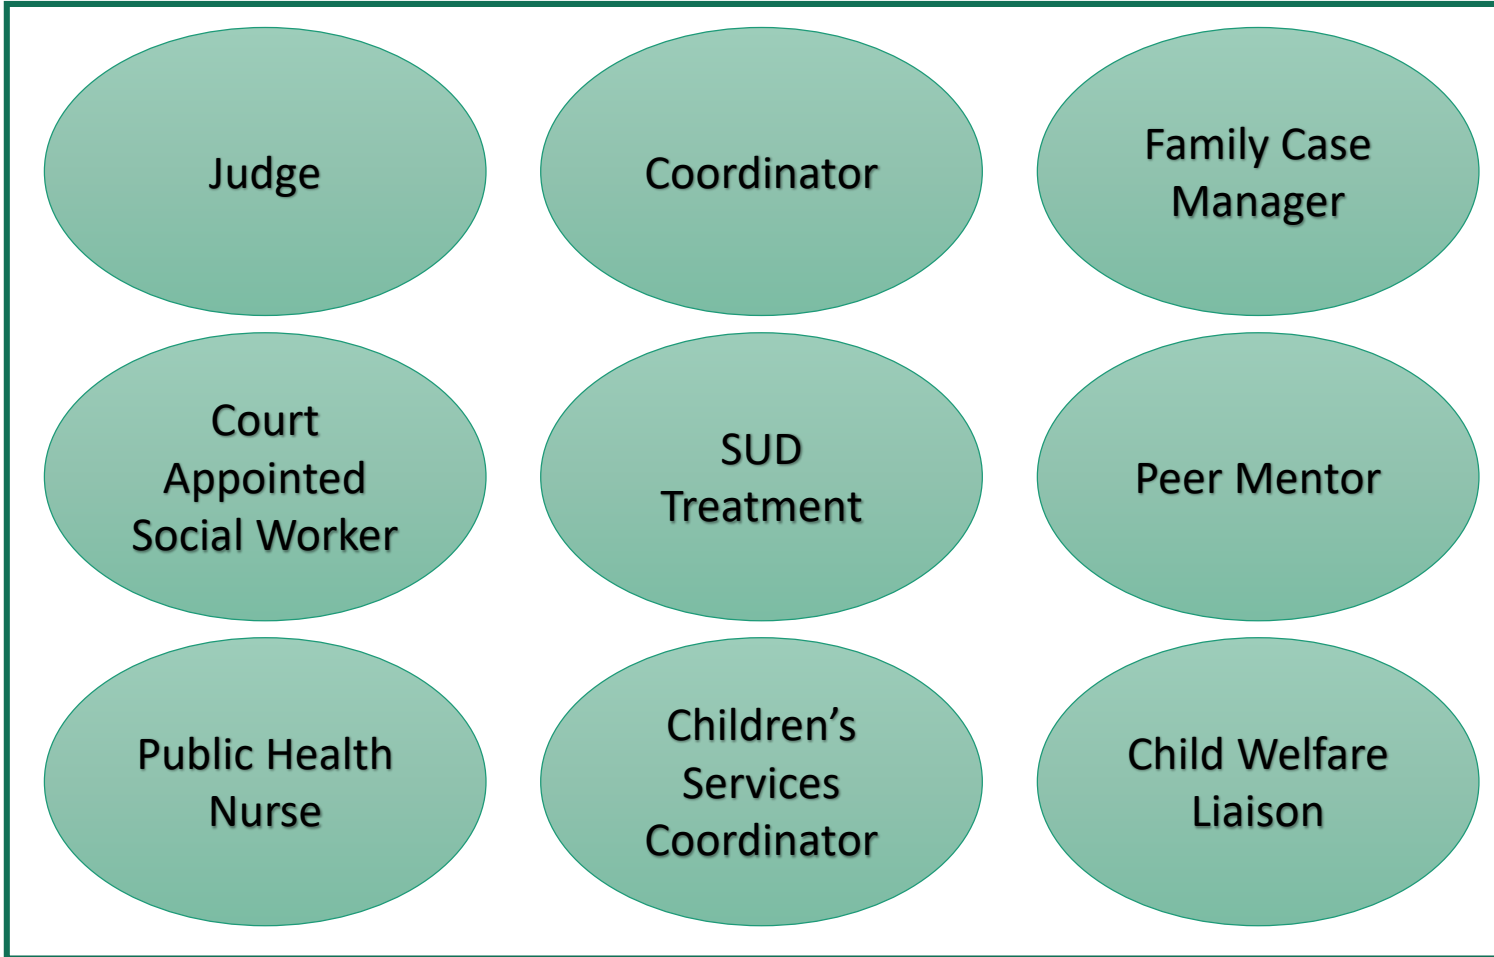 Judge
Coordinator
Family Case
Manager
Court
Appointed
Social Worker
SUD
Treatment
Peer Mentor
Public Health
Nurse
Children’s
Services
Coordinator
Child Welfare
Liaison